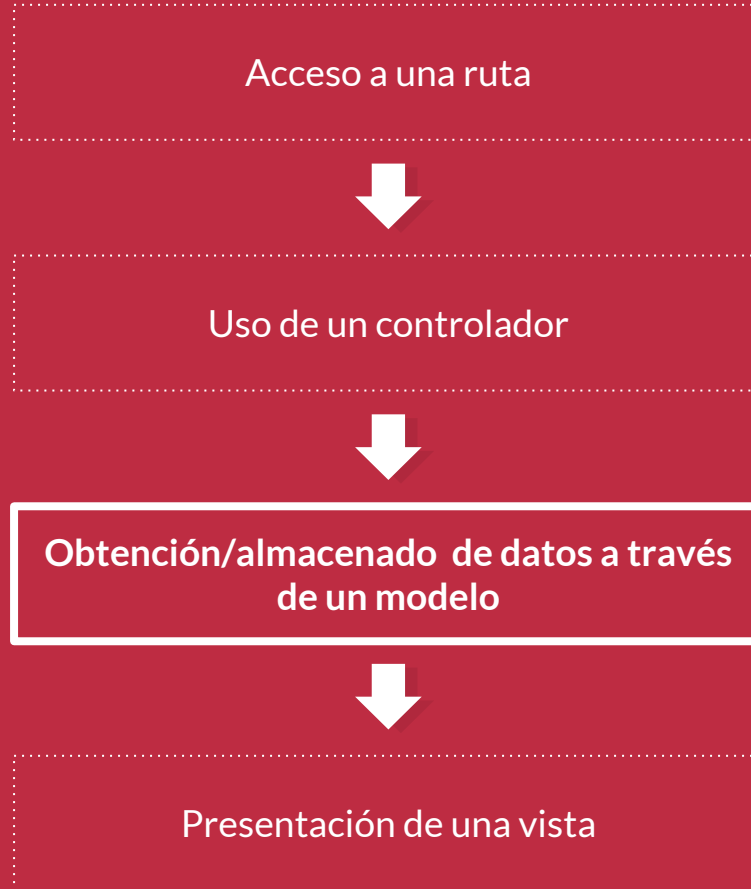 Acceso a una ruta
Uso de un controlador
Obtención/almacenado de datos a través
de un modelo
Presentación de una vista